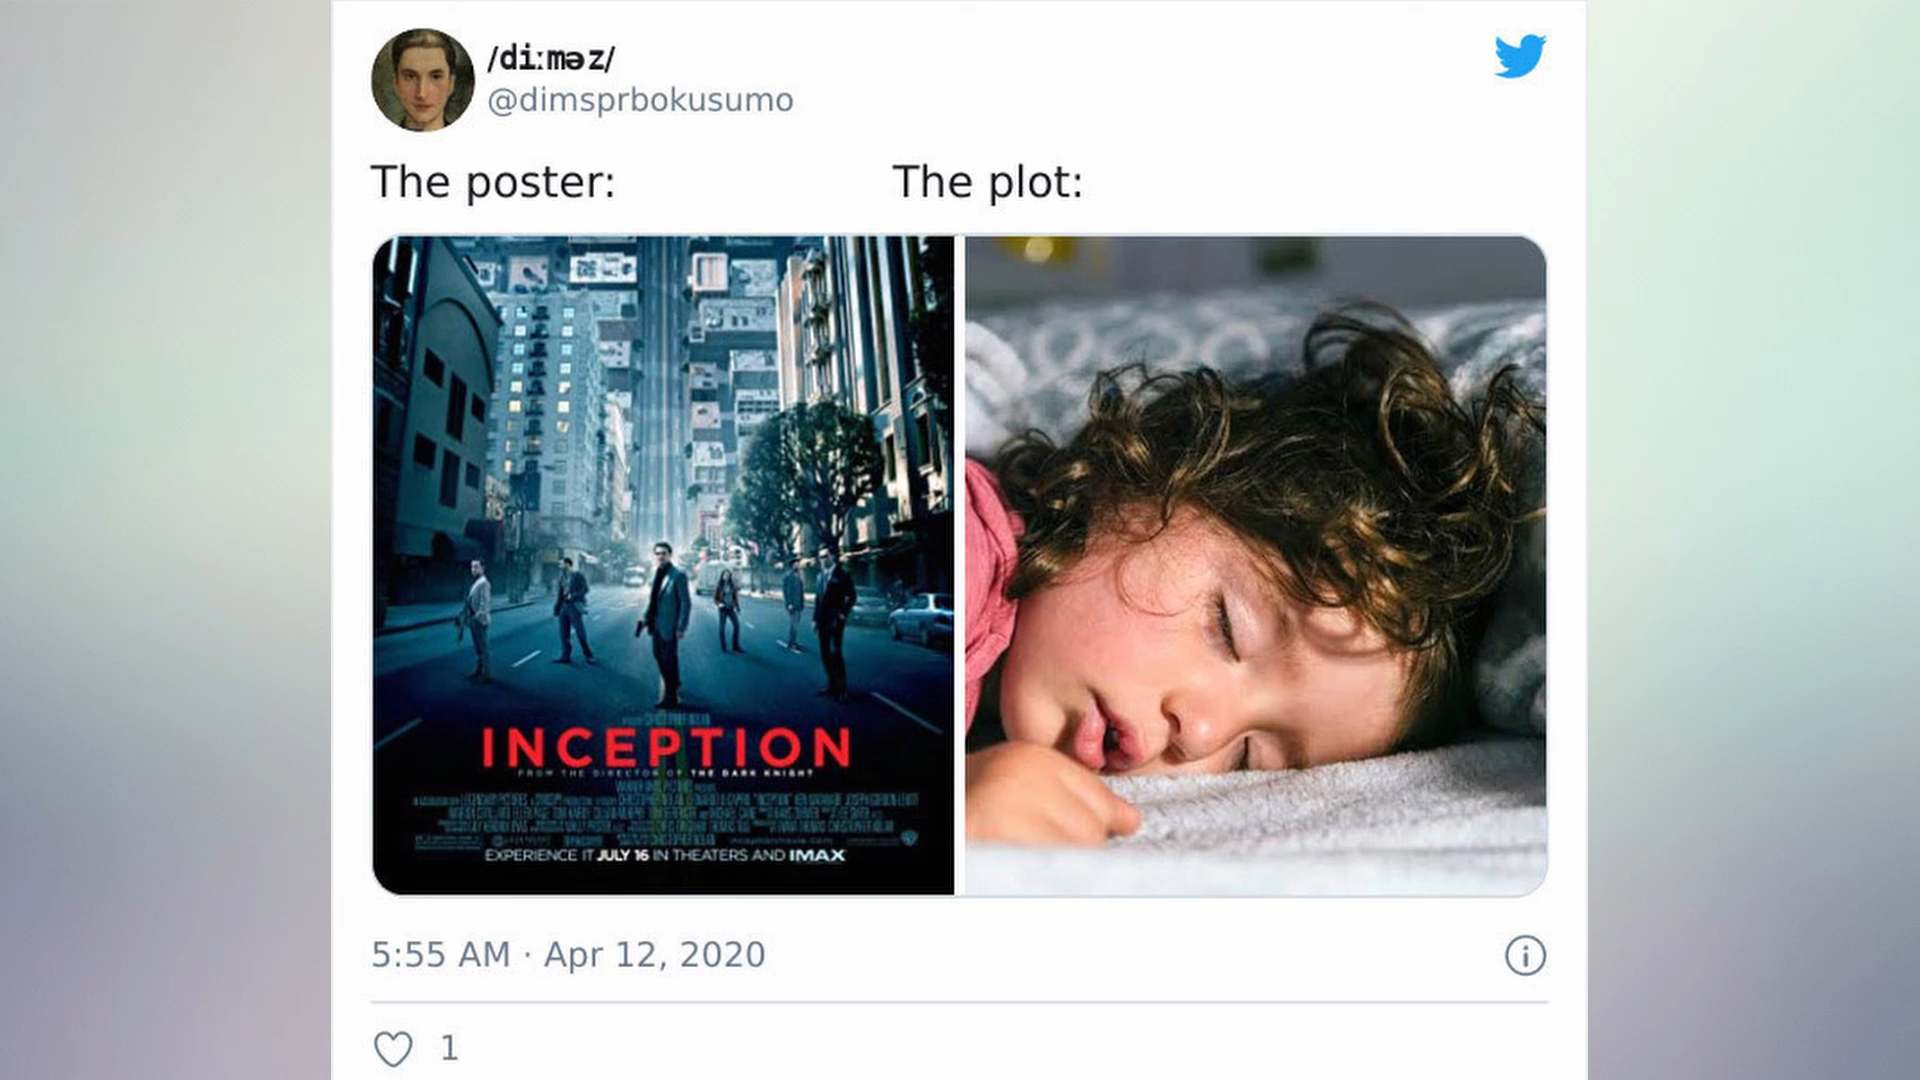 /diːməz/
@dimsprbokusumo
The poster: The plot:
INCEPTION
FROM THE DIRECTOR OF THE DARK KNIGHT
EXPERIENCE IT JULY 16 IN THEATERS AND IMAX
5:55 AM · Apr 12, 2020
1